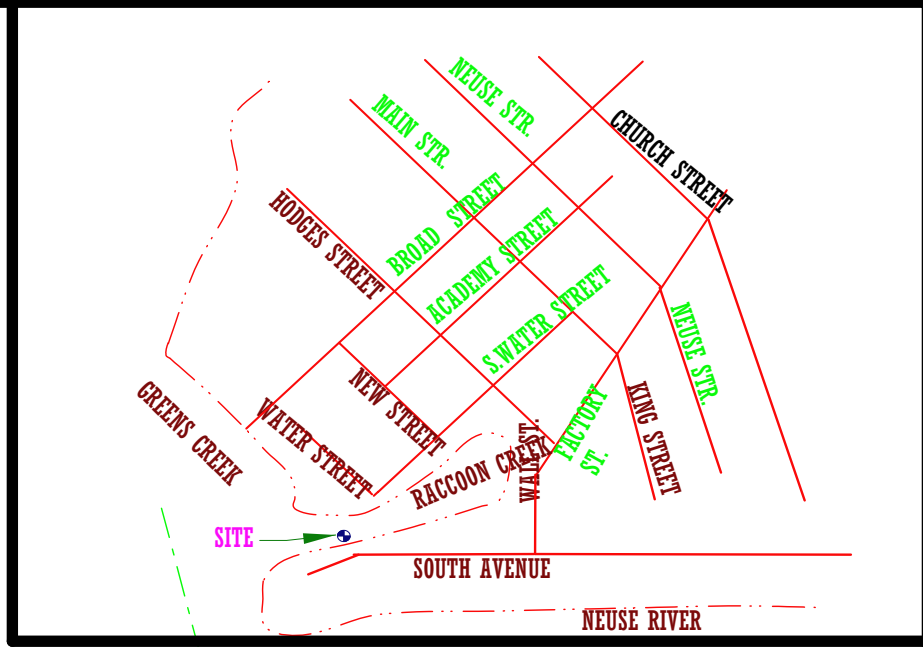 NEUSE STR.
MAIN STR.
CHURCH STREET
BROAD STREET
HODGES STREET
ACADEMY STREET
S.WATER STREET
NEUSE STR.
NEW STREET
GREENS CREEK
WATER STREET
KING STREET
FACTORY
ST.
WALL ST.
RACCOON CREEK
SITE
SOUTH AVENUE
NEUSE RIVER